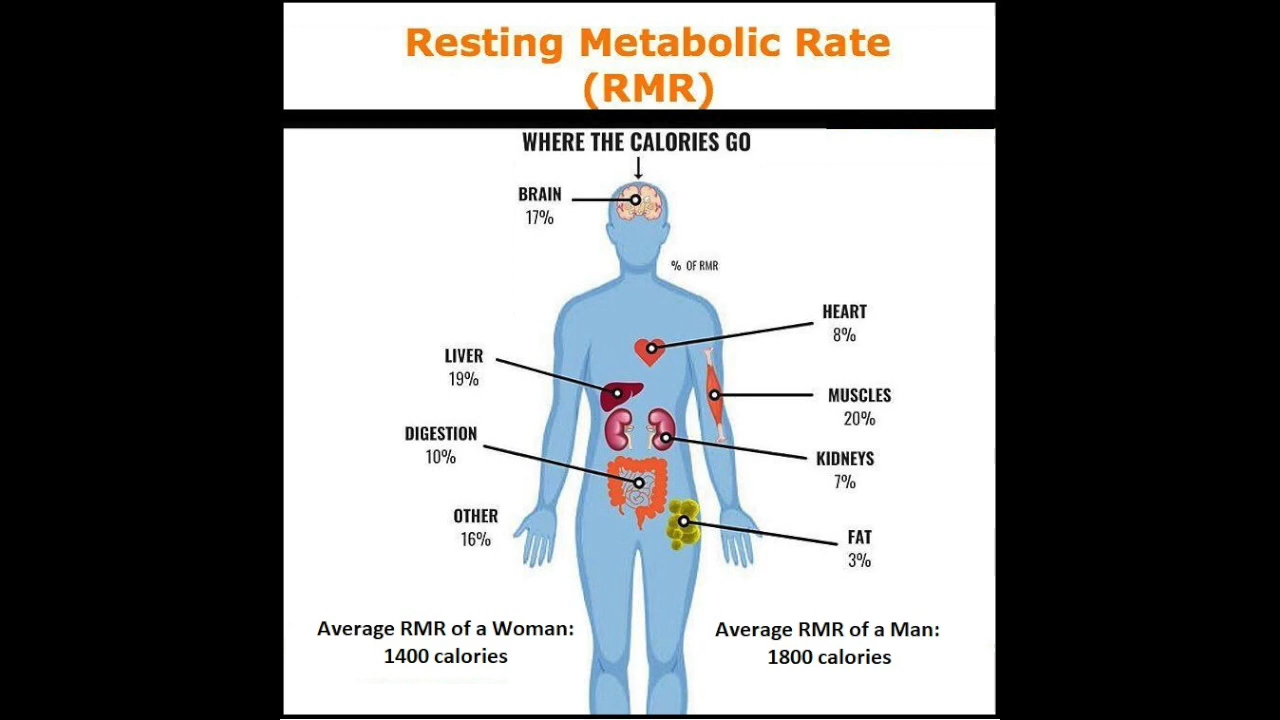 Resting Metabolic Rate
(RMR)
WHERE THE CALORIES GO
BRAIN
17%
% OF RMR
HEART
8%
LIVER
19%
MUSCLES
20%
DIGESTION
10%
KIDNEYS
7%
OTHER
16%
FAT
3%
Average RMR of a Woman:
1400 calories
Average RMR of a Man:
1800 calories